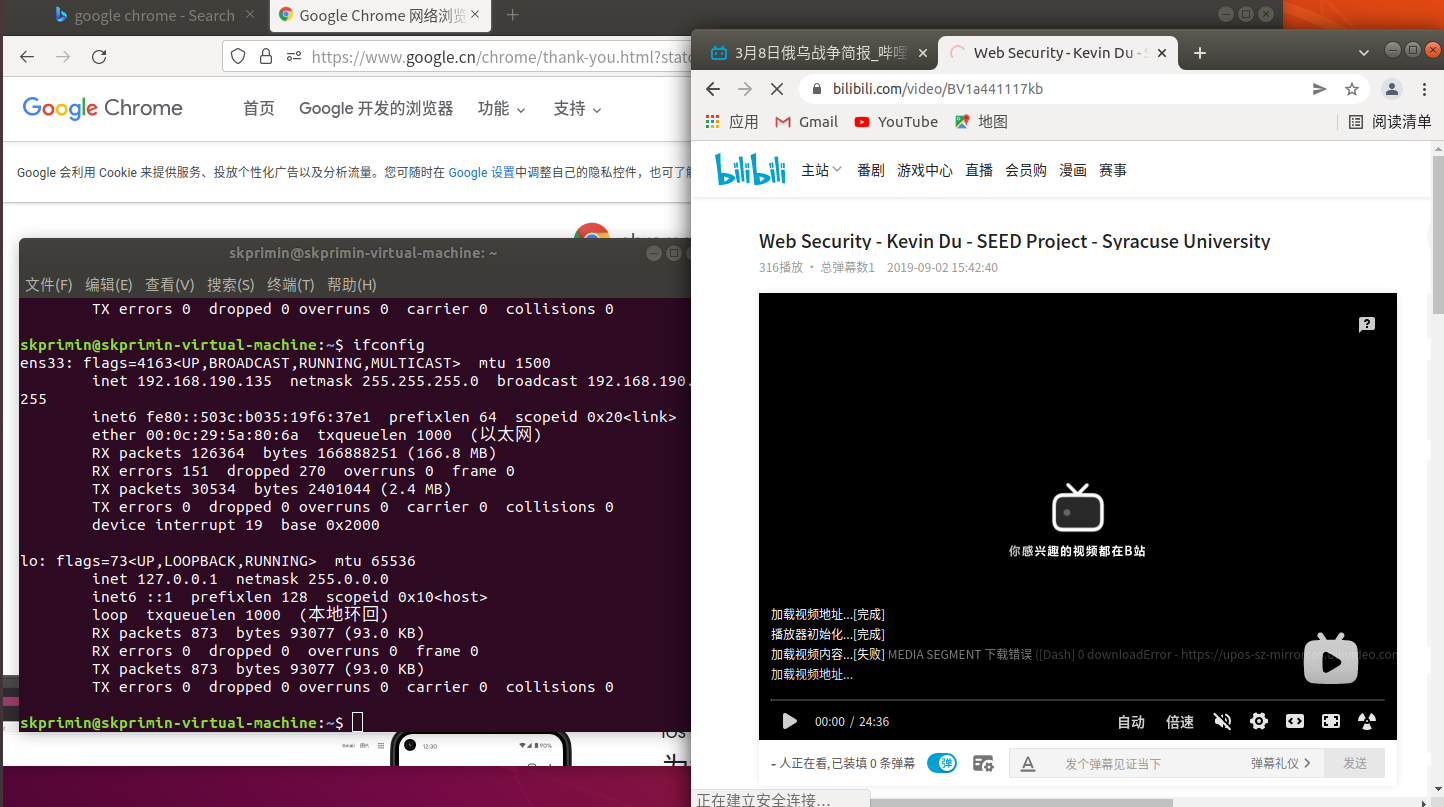 google chrome - Search
Google Chrome 网络浏览
https://www.google.cn/chrome/thank-you.html?stat
Google Chrome 首页 Google 开发的浏览器 功能 支持
Google 会利用 Cookie 来提供服务、投放个性化广告以及分析流量。您可随时在 Google 设置中调整自己的隐私控件，也可了解
skprimin@skprimin-virtual-machine: ~
文件(F) 编辑(E) 查看(V) 搜索(S) 终端(T) 帮助(H)
TX errors 0 dropped 0 overruns 0 carrier 0 collisions 0
skprimin@skprimin-virtual-machine:~$ ifconfig
ens33: flags=4163<UP,BROADCAST,RUNNING,MULTICAST> mtu 1500
inet 192.168.190.135 netmask 255.255.255.0 broadcast 192.168.190.
255
inet6 fe80::503c:b035:19f6:37e1 prefixlen 64 scopeid 0x20<link>
ether 00:0c:29:5a:80:6a txqueuelen 1000 (以太网)
RX packets 126364 bytes 166888251 (166.8 MB)
RX errors 151 dropped 270 overruns 0 frame 0
TX packets 30534 bytes 2401044 (2.4 MB)
TX errors 0 dropped 0 overruns 0 carrier 0 collisions 0
device interrupt 19 base 0x2000
lo: flags=73<UP,LOOPBACK,RUNNING> mtu 65536
inet 127.0.0.1 netmask 255.0.0.0
inet6 ::1 prefixlen 128 scopeid 0x10<host>
loop txqueuelen 1000 (本地环回)
RX packets 873 bytes 93077 (93.0 KB)
RX errors 0 dropped 0 overruns 0 frame 0
TX packets 873 bytes 93077 (93.0 KB)
TX errors 0 dropped 0 overruns 0 carrier 0 collisions 0
skprimin@skprimin-virtual-machine:~$
12:30
90%
3月8日俄乌战争简报_哔哩
Web Security - Kevin Du - S
bilibili.com/video/BV1a441117kb
应用 Gmail YouTube 地图 阅读清单
bilibili 主站 番剧 游戏中心 直播 会员购 漫画 赛事
Web Security - Kevin Du - SEED Project - Syracuse University
316播放 · 总弹幕数1 2019-09-02 15:42:40
你感兴趣的视频都在B站
加载视频地址...[完成]
播放器初始化...[完成]
加载视频内容...[失败] MEDIA SEGMENT 下载错误 ([Dash] 0 downloadError - https://upos-sz-mirror
加载视频地址...
00:00 / 24:36 自动 倍速
- 人正在看,已装填 0 条弹幕 弹 发个弹幕见证当下 弹幕礼仪 发送
正在建立安全连接…